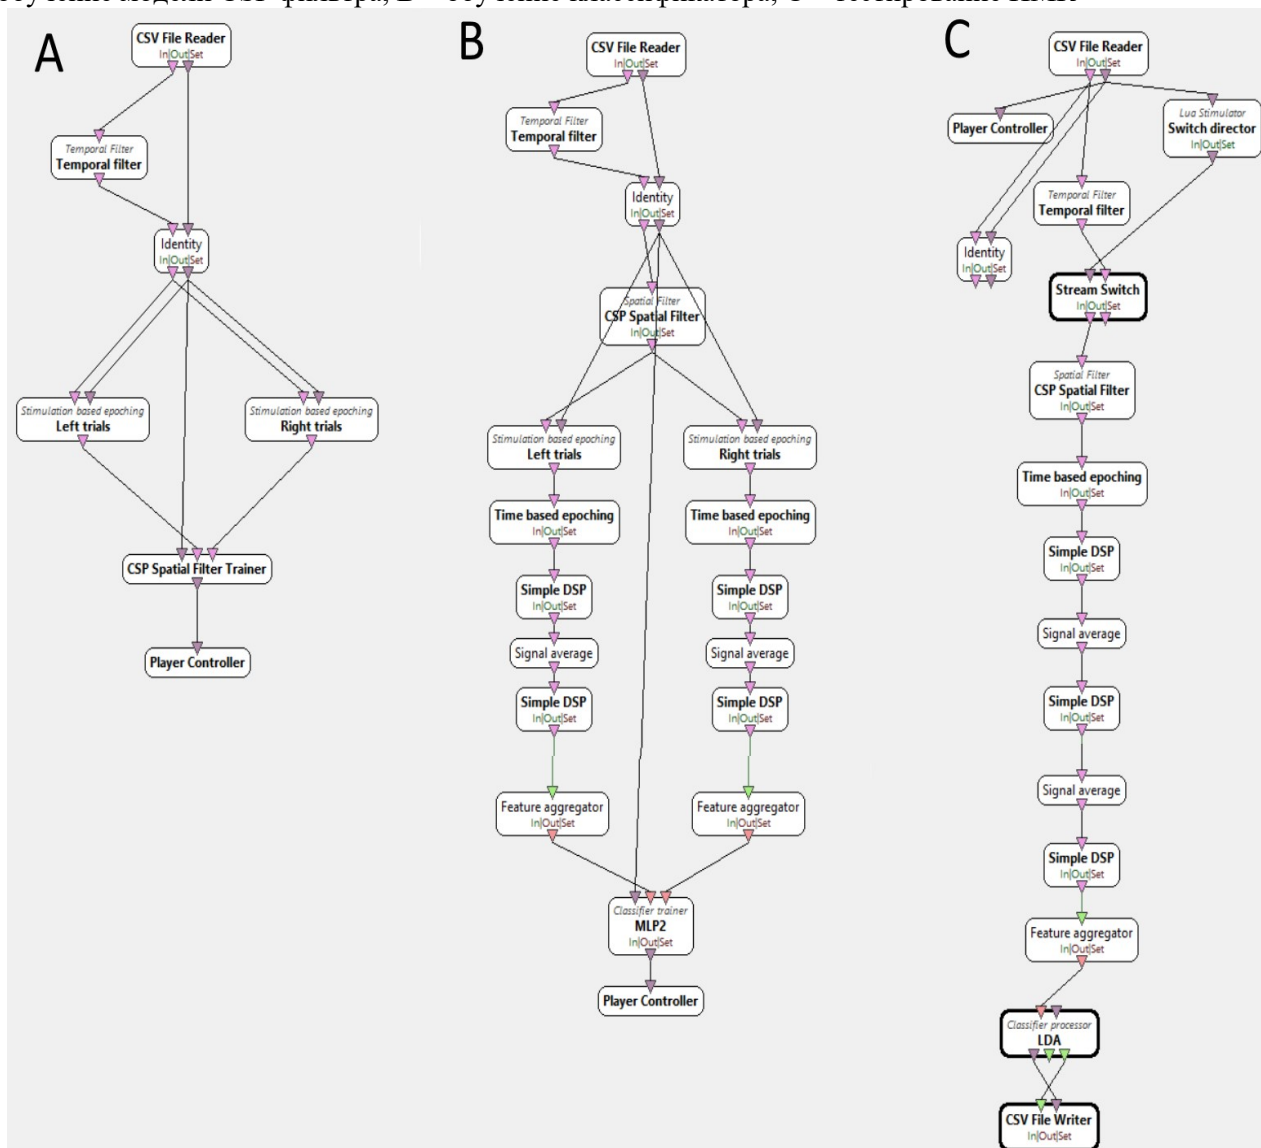 обучение модели CSP-фильтра, B – обучение классификатора, C – тестирование ИМК
A
CSV File Reader
In|Out|Set
Temporal Filter
Temporal filter
Identity
In|Out|Set
Stimulation based epoching
Left trials
Stimulation based epoching
Right trials
CSP Spatial Filter Trainer
Player Controller
B
CSV File Reader
In|Out|Set
Temporal Filter
Temporal filter
Identity
In|Out|Set
Spatial Filter
CSP Spatial Filter
In|Out|Set
Stimulation based epoching
Left trials
Stimulation based epoching
Right trials
Time based epoching
In|Out|Set
Time based epoching
In|Out|Set
Simple DSP
In|Out|Set
Simple DSP
In|Out|Set
Signal average
Signal average
Simple DSP
In|Out|Set
Simple DSP
In|Out|Set
Feature aggregator
In|Out|Set
Feature aggregator
In|Out|Set
Classifier trainer
MLP2
In|Out|Set
Player Controller
C
CSV File Reader
In|Out|Set
Player Controller
Lua Stimulator
Switch director
In|Out|Set
Temporal Filter
Temporal filter
Identity
In|Out|Set
Stream Switch
In|Out|Set
Spatial Filter
CSP Spatial Filter
In|Out|Set
Time based epoching
In|Out|Set
Simple DSP
In|Out|Set
Signal average
Simple DSP
In|Out|Set
Signal average
Simple DSP
In|Out|Set
Feature aggregator
In|Out|Set
Classifier processor
LDA
CSV File Writer
In|Out|Set